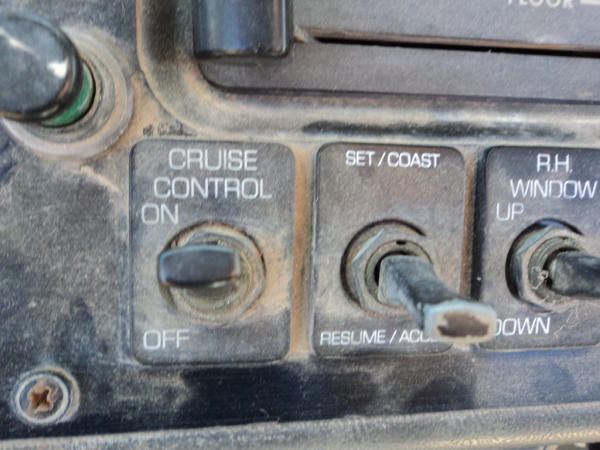 FLOOR
CRUISE
CONTROL
ON
OFF
SET / COAST
RESUME / ACC
R.H.
WINDOW
UP
DOWN